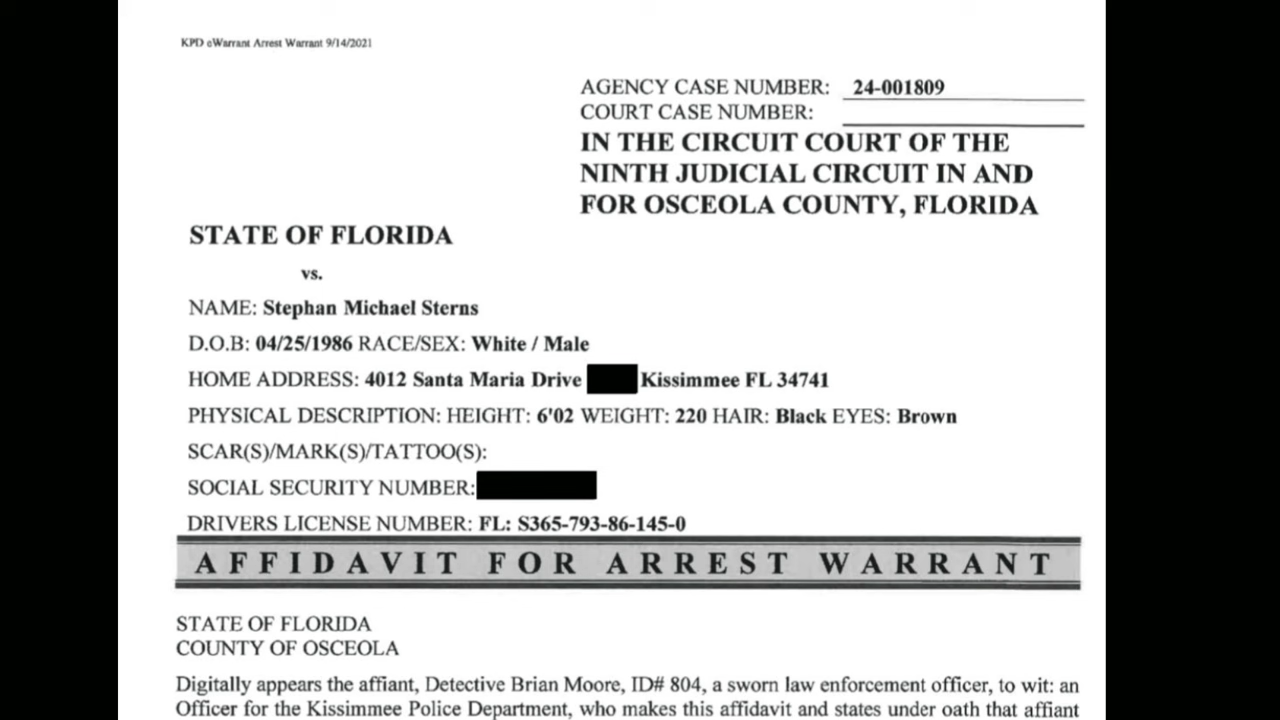 KPD eWarrant Arrest Warrant 9/14/2021
AGENCY CASE NUMBER: 24-001809
COURT CASE NUMBER:
IN THE CIRCUIT COURT OF THE
NINTH JUDICIAL CIRCUIT IN AND
FOR OSCEOLA COUNTY, FLORIDA
STATE OF FLORIDA
vs.
NAME: Stephan Michael Sterns
D.O.B: 04/25/1986 RACE/SEX: White / Male
HOME ADDRESS: 4012 Santa Maria Drive Kissimmee FL 34741
PHYSICAL DESCRIPTION: HEIGHT: 6'02 WEIGHT: 220 HAIR: Black EYES: Brown
SCAR(S)/MARK(S)/TATTOO(S):
SOCIAL SECURITY NUMBER:
DRIVERS LICENSE NUMBER: FL: S365-793-86-145-0
AFFIDAVIT FOR ARREST WARRANT
STATE OF FLORIDA
COUNTY OF OSCEOLA
Digitally appears the affiant, Detective Brian Moore, ID# 804, a sworn law enforcement officer, to wit: an
Officer for the Kissimmee Police Department, who makes this affidavit and states under oath that affiant